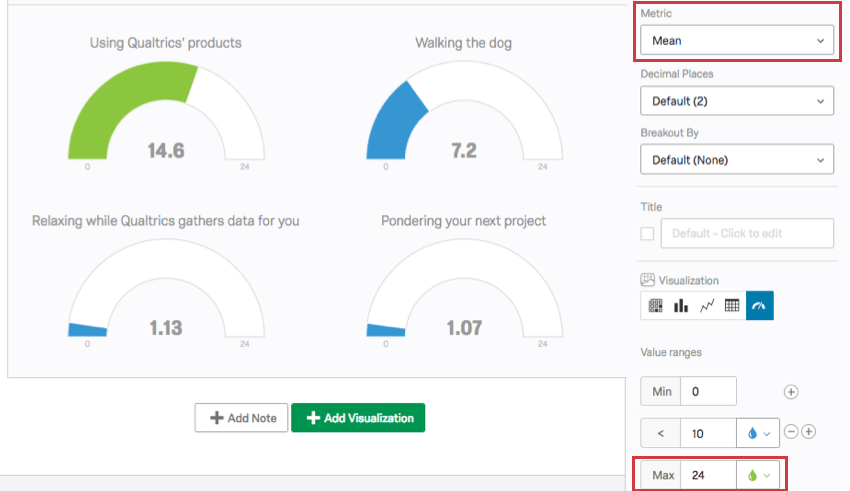 Using Qualtrics' products
Walking the dog
14.6
0
24
7.2
0
24
Relaxing while Qualtrics gathers data for you
Pondering your next project
1.13
0
24
1.07
0
24
Add Note
Add Visualization
Metric
Mean
Decimal Places
Default (2)
Breakout By
Default (None)
Title
Default - Click to edit
Visualization
Value ranges
Min 0
< 10
Max 24